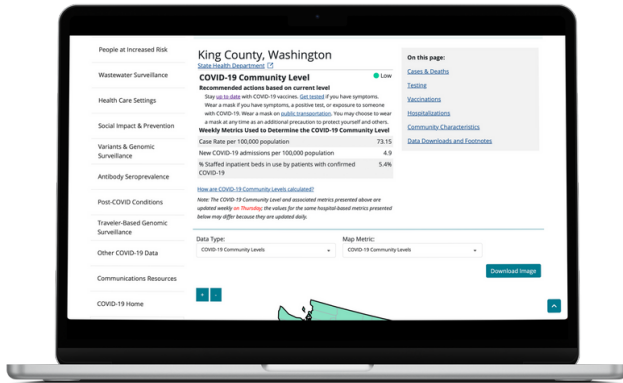 People at Increased Risk
Wastewater Surveillance
Health Care Settings
Social Impact & Prevention
Variants & Genomic
Surveillance
Antibody Seroprevalence
Post-COVID Conditions
Traveler-Based Genomic
Surveillance
Other COVID-19 Data
Communications Resources
COVID-19 Home
King County, Washington
State Health Department
COVID-19 Community Level
Low
Recommended actions based on current level
Stay up to date with COVID-19 vaccines. Get tested if you have symptoms.
Wear a mask if you have symptoms, a positive test, or exposure to someone
with COVID-19. Wear a mask on public transportation. You may choose to wear
a mask at any time as an additional precaution to protect yourself and others.
Weekly Metrics Used to Determine the COVID-19 Community Level
Case Rate per 100,000 population 73.15
New COVID-19 admissions per 100,000 population 4.9
% Staffed inpatient beds in use by patients with confirmed 5.4%
COVID-19
How are COVID-19 Community Levels calculated?
Note: The COVID-19 Community Level and associated metrics presented above are
updated weekly on Thursday; the values for the same hospital-based metrics presented
below may differ because they are updated daily.
Data Type: Map Metric:
COVID-19 Community Levels COVID-19 Community Levels
Download Image
+ -
On this page:
Cases & Deaths
Testing
Vaccinations
Hospitalizations
Community Characteristics
Data Downloads and Footnotes